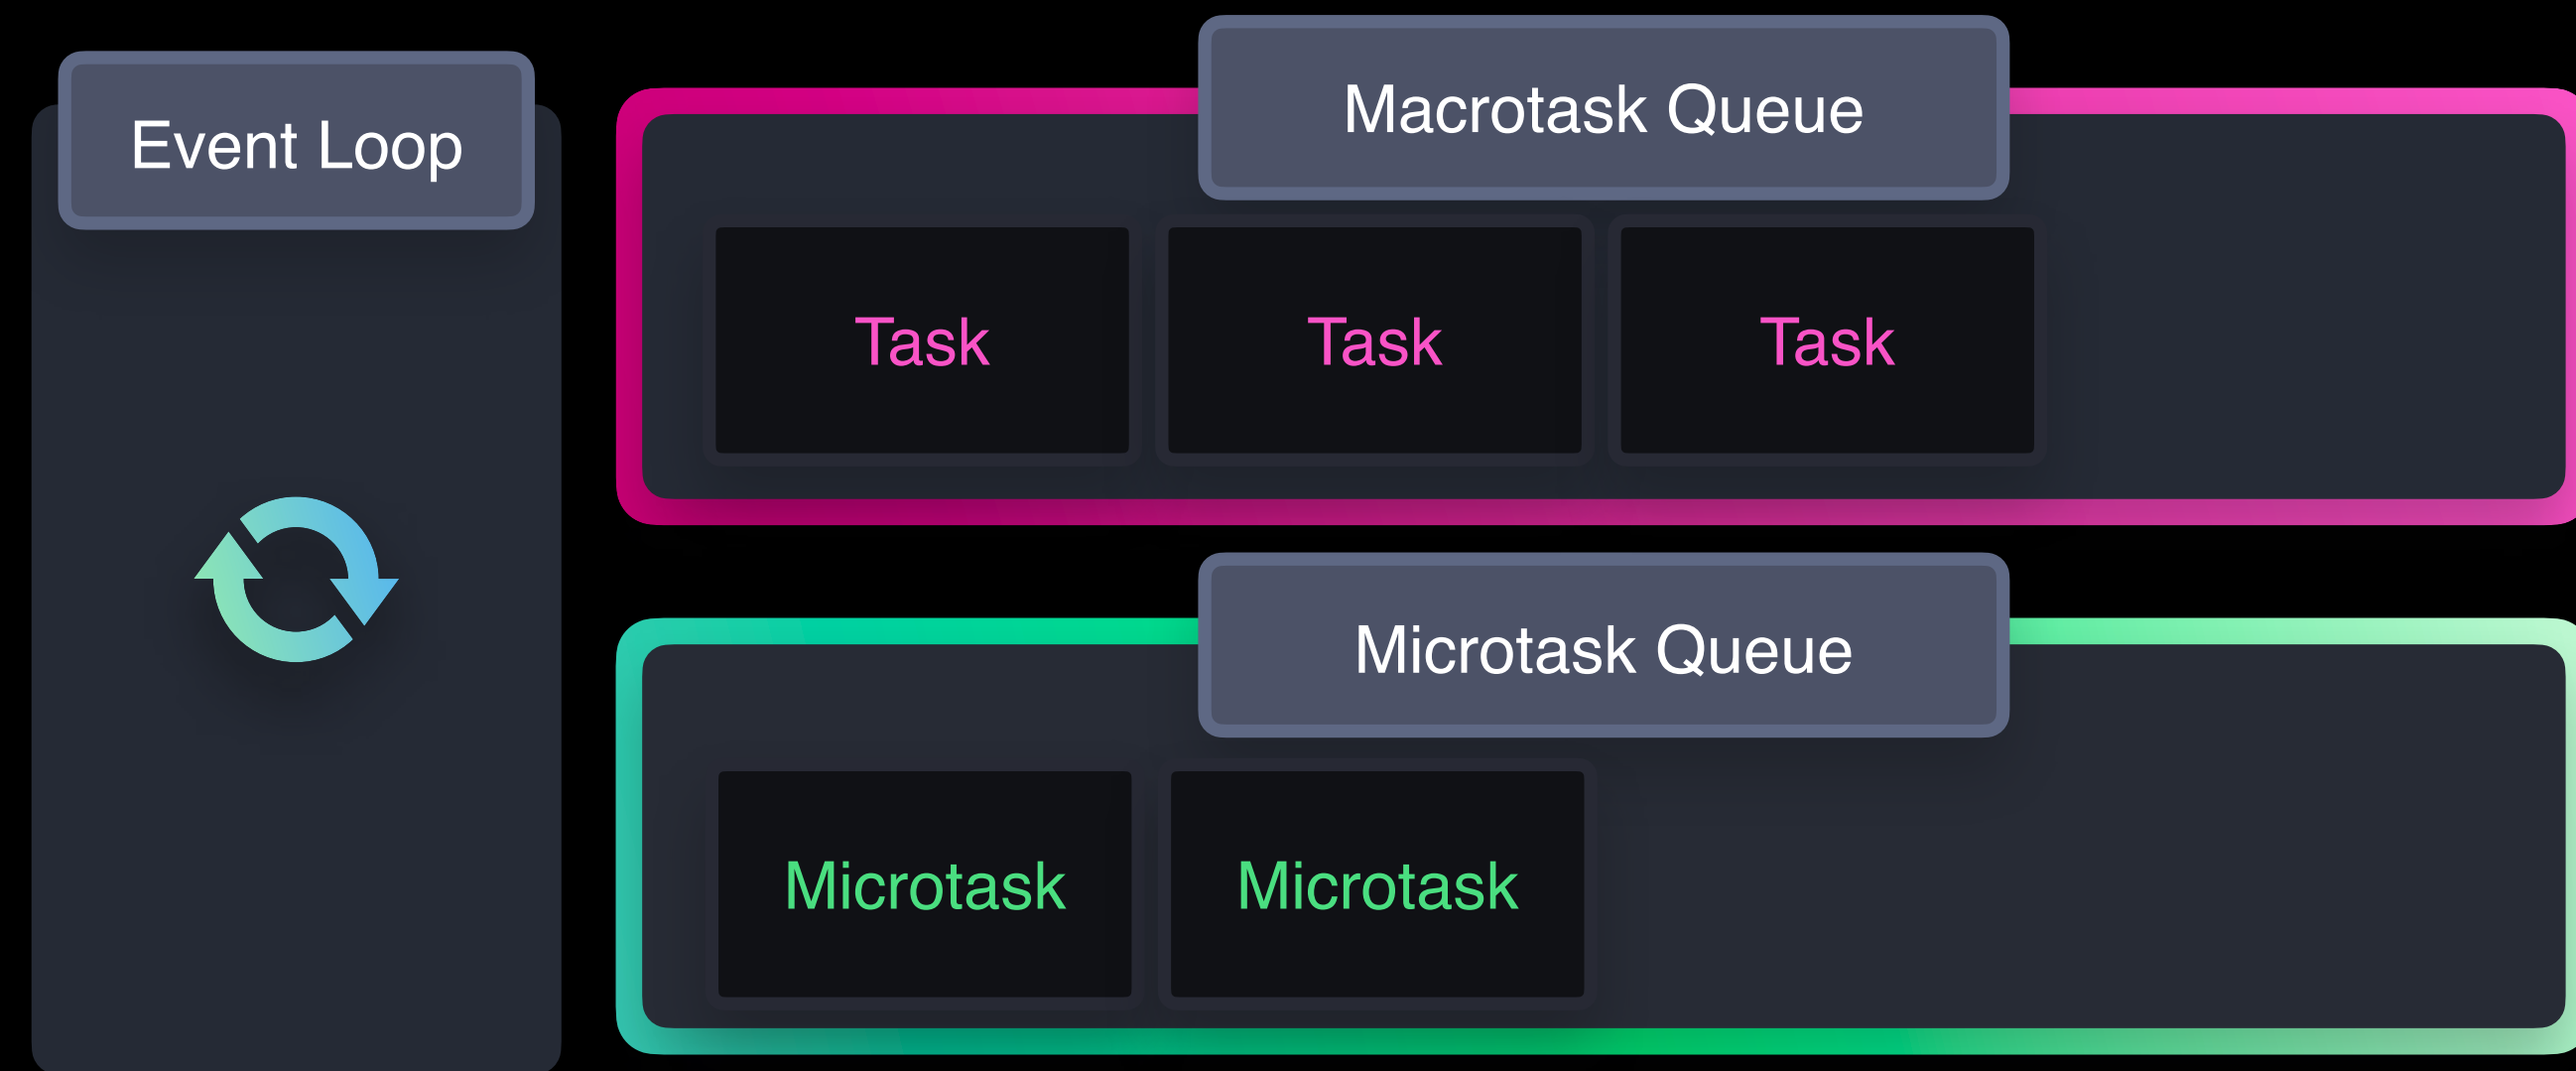 Event Loop
Macrotask Queue
Task Task Task
Microtask Queue
Microtask Microtask